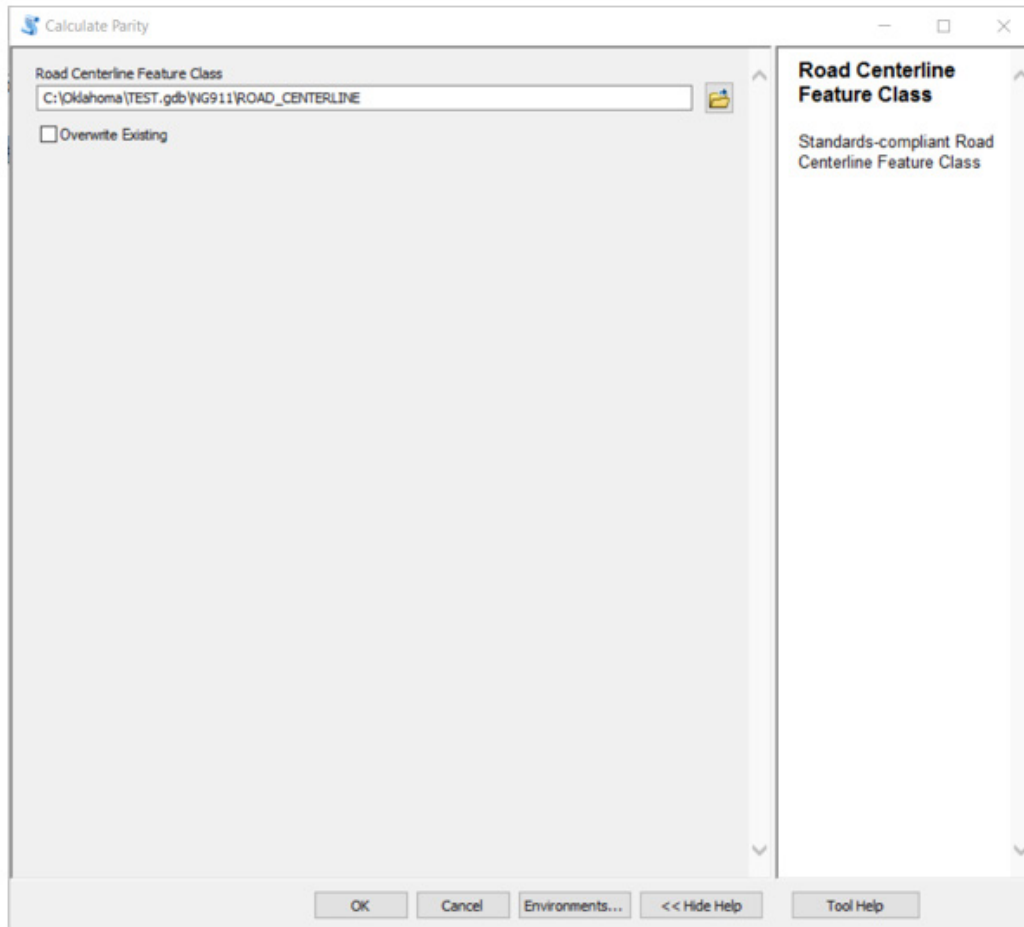 Calculate Parity
Road Centerline Feature Class
C:\Oklahoma\TEST.gdb\NG911\ROAD_CENTERLINE
Overwrite Existing
Road Centerline
Feature Class
Standards-compliant Road
Centerline Feature Class
OK
Cancel
Environments...
<< Hide Help
Tool Help